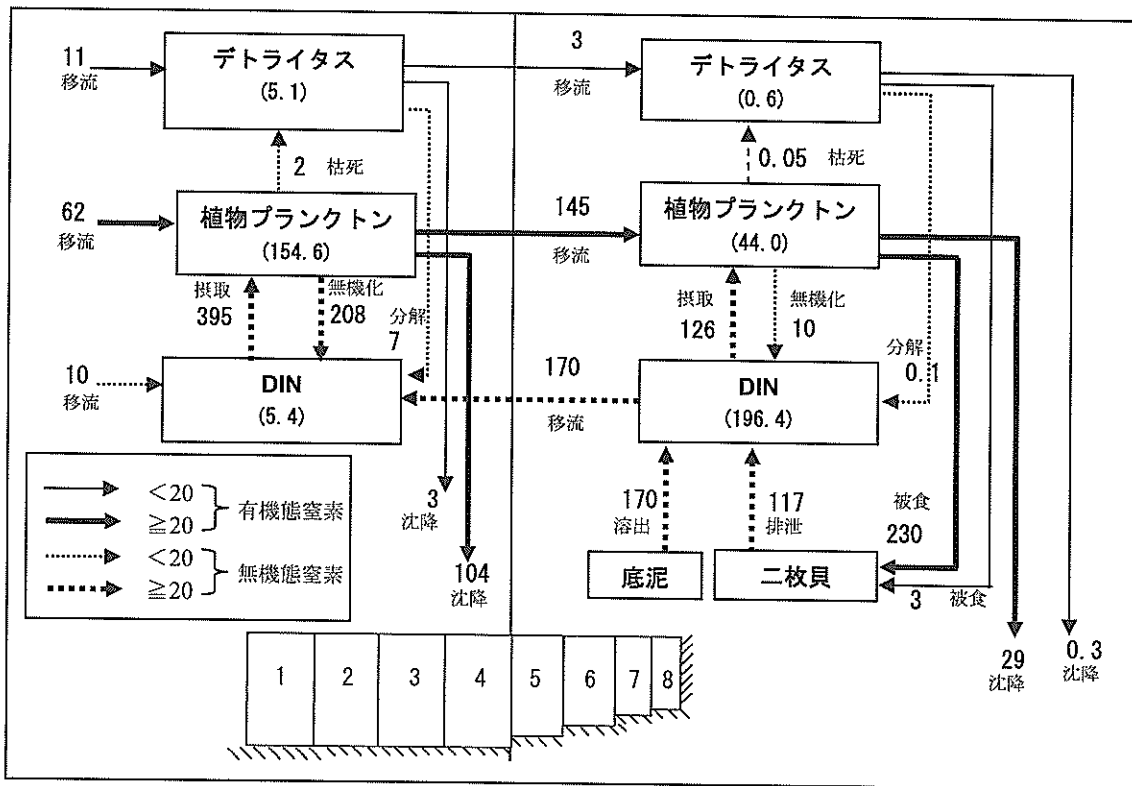 11
移流
デトライタス
(5.1)
3
移流
デトライタス
(0.6)
2 枯死
0.05 枯死
62
移流
植物プランクトン
(154.6)
145
移流
植物プランクトン
(44.0)
摂取
395
無機化
208
分解
7
摂取
126
無機化
10
分解
0.1
10
移流
DIN
(5.4)
170
移流
DIN
(196.4)
<20
≧20
有機態窒素
<20
≧20
無機態窒素
3
沈降
104
沈降
170
溶出
117
排泄
被食
230
底泥
二枚貝
3 被食
29
沈降
0.3
沈降
1 2 3 4 5 6 7 8